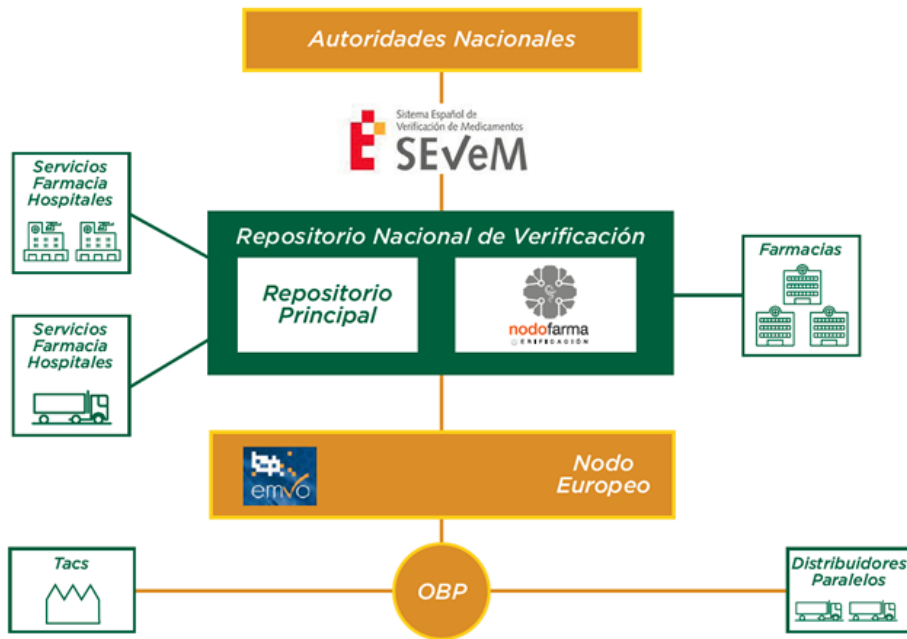 Autoridades Nacionales
Sistema Español de
Verificación de Medicamentos
SEVeM
Servicios
Farmacia
Hospitales
Repositorio Nacional de Verificación
Repositorio
Principal
nodofarma
VERIFICACIÓN
Farmacias
Servicios
Farmacia
Hospitales
emvo
Nodo
Europeo
Tacs
OBP
Distribuidores
Paralelos